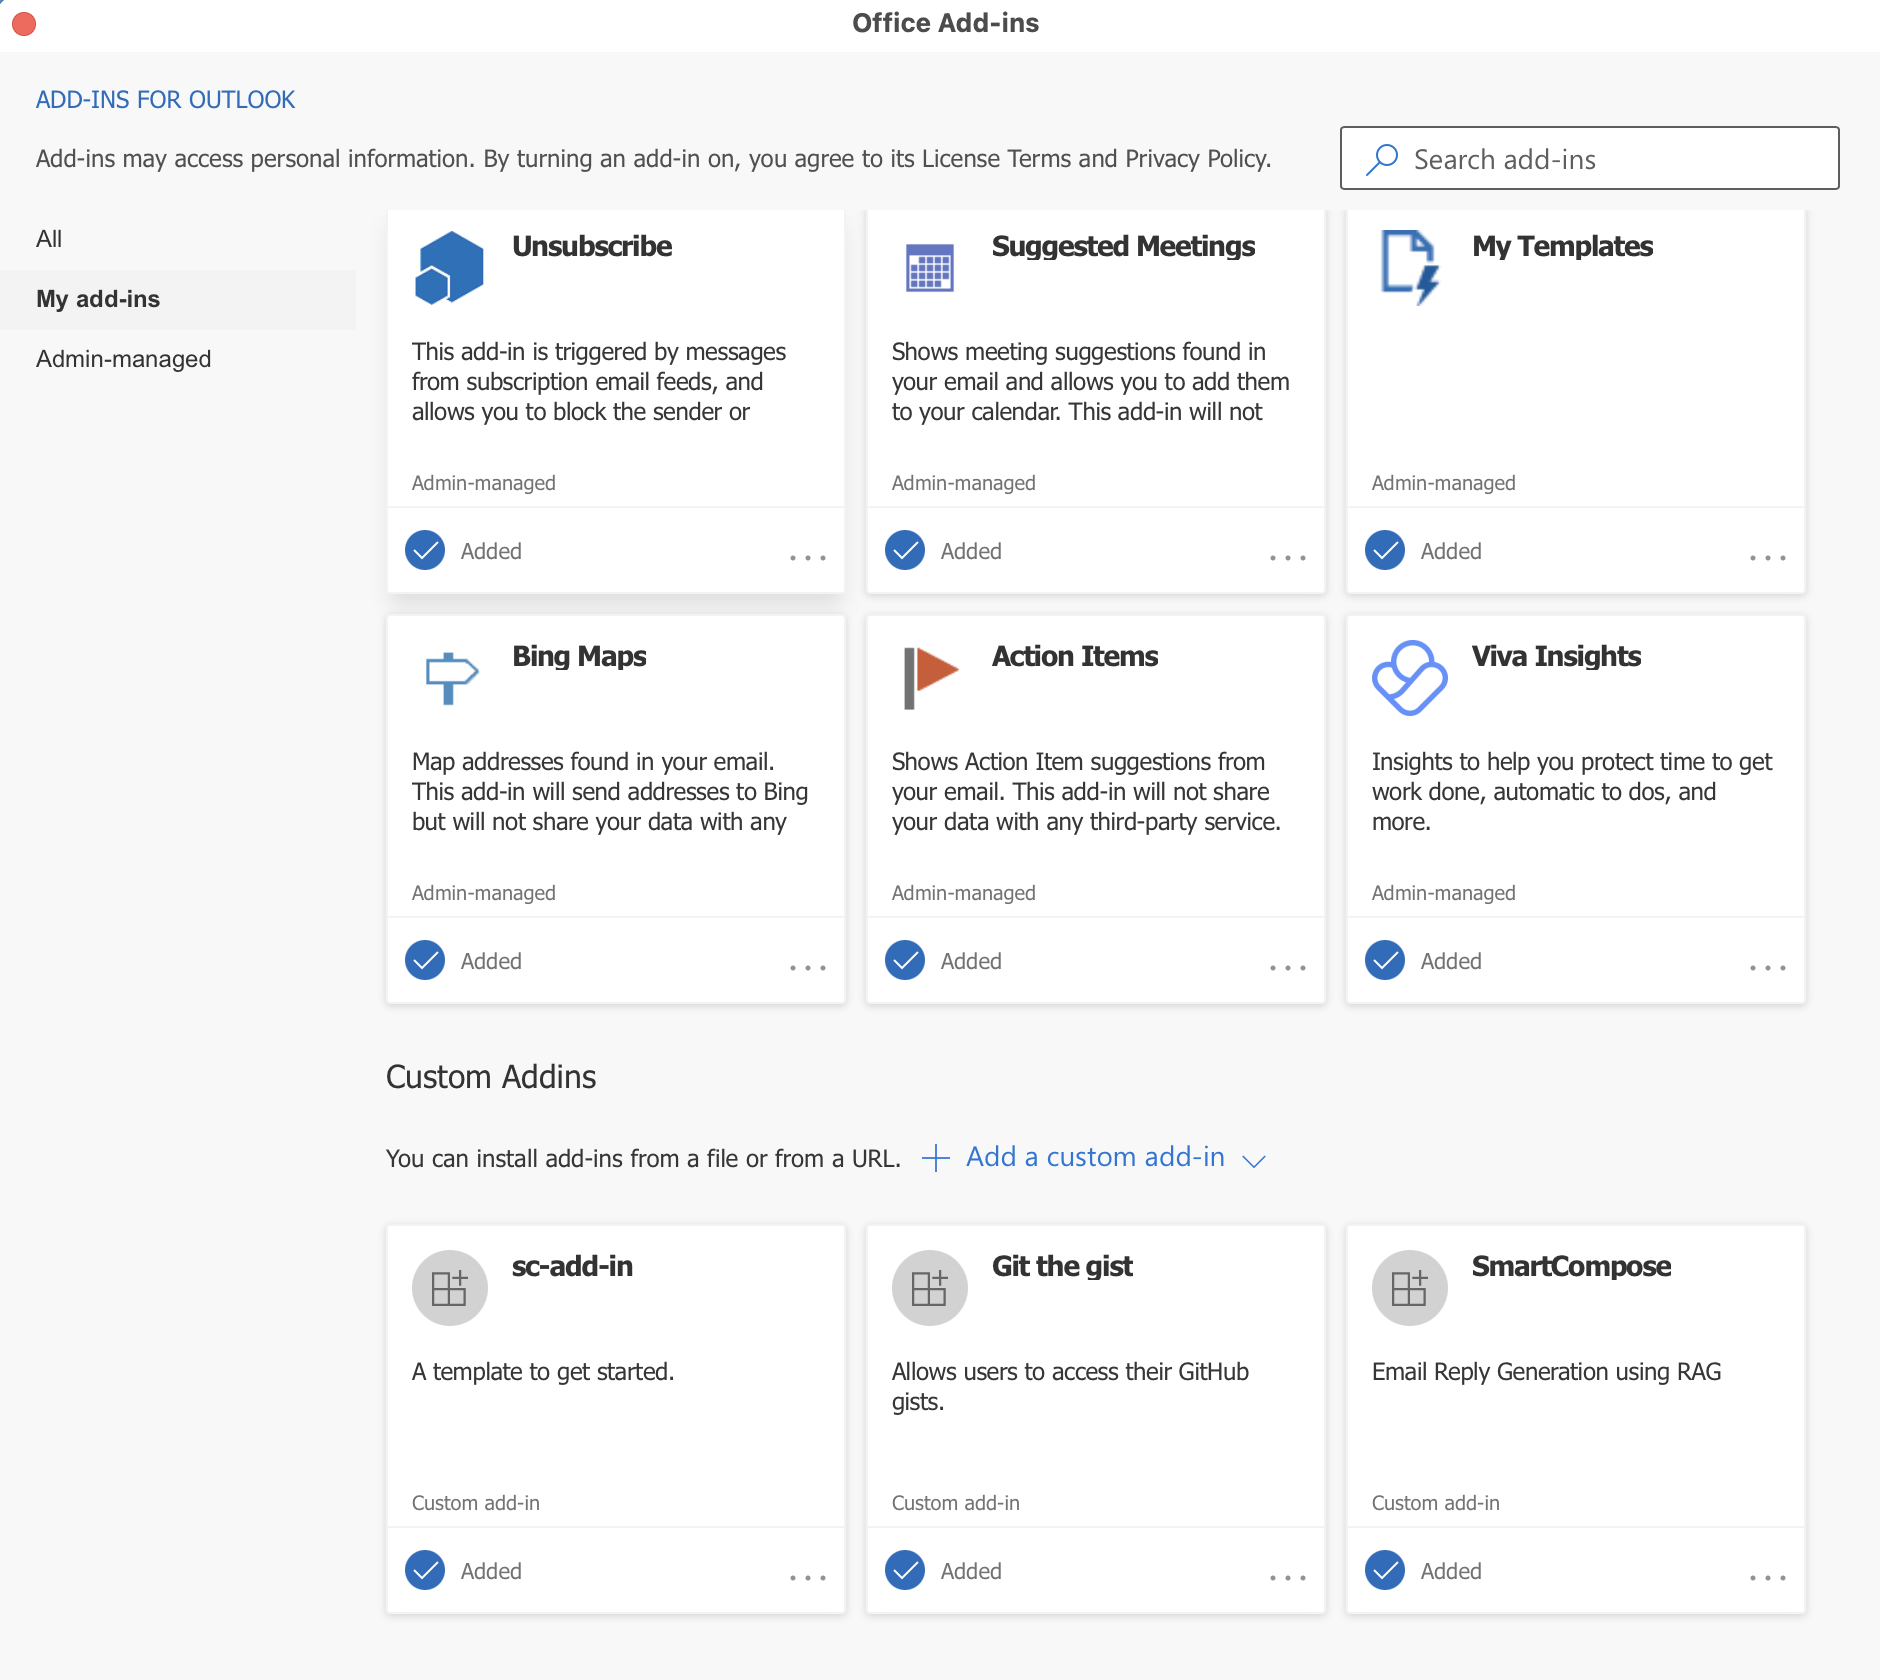 Office Add-ins
ADD-INS FOR OUTLOOK
Add-ins may access personal information. By turning an add-in on, you agree to its License Terms and Privacy Policy.
Search add-ins
All
My add-ins
Admin-managed
Unsubscribe
This add-in is triggered by messages
from subscription email feeds, and
allows you to block the sender or
Admin-managed
Added
Suggested Meetings
Shows meeting suggestions found in
your email and allows you to add them
to your calendar. This add-in will not
Admin-managed
Added
My Templates
Admin-managed
Added
Bing Maps
Map addresses found in your email.
This add-in will send addresses to Bing
but will not share your data with any
Admin-managed
Added
Action Items
Shows Action Item suggestions from
your email. This add-in will not share
your data with any third-party service.
Admin-managed
Added
Viva Insights
Insights to help you protect time to get
work done, automatic to dos, and
more.
Admin-managed
Added
Custom Addins
You can install add-ins from a file or from a URL. Add a custom add-in
sc-add-in
A template to get started.
Custom add-in
Added
Git the gist
Allows users to access their GitHub
gists.
Custom add-in
Added
SmartCompose
Email Reply Generation using RAG
Custom add-in
Added